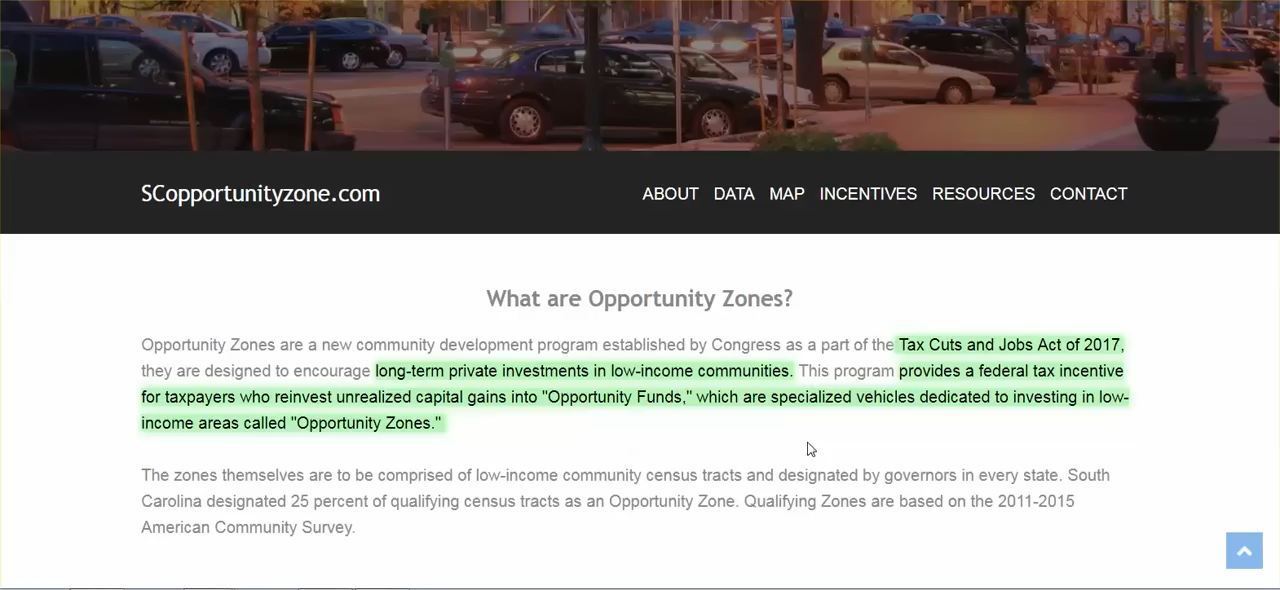 SCopportunityzone.com
ABOUT DATA MAP INCENTIVES RESOURCES CONTACT
What are Opportunity Zones?
Opportunity Zones are a new community development program established by Congress as a part of the Tax Cuts and Jobs Act of 2017,
they are designed to encourage long-term private investments in low-income communities. This program provides a federal tax incentive
for taxpayers who reinvest unrealized capital gains into "Opportunity Funds," which are specialized vehicles dedicated to investing in low-
income areas called "Opportunity Zones."
The zones themselves are to be comprised of low-income community census tracts and designated by governors in every state. South
Carolina designated 25 percent of qualifying census tracts as an Opportunity Zone. Qualifying Zones are based on the 2011-2015
American Community Survey.